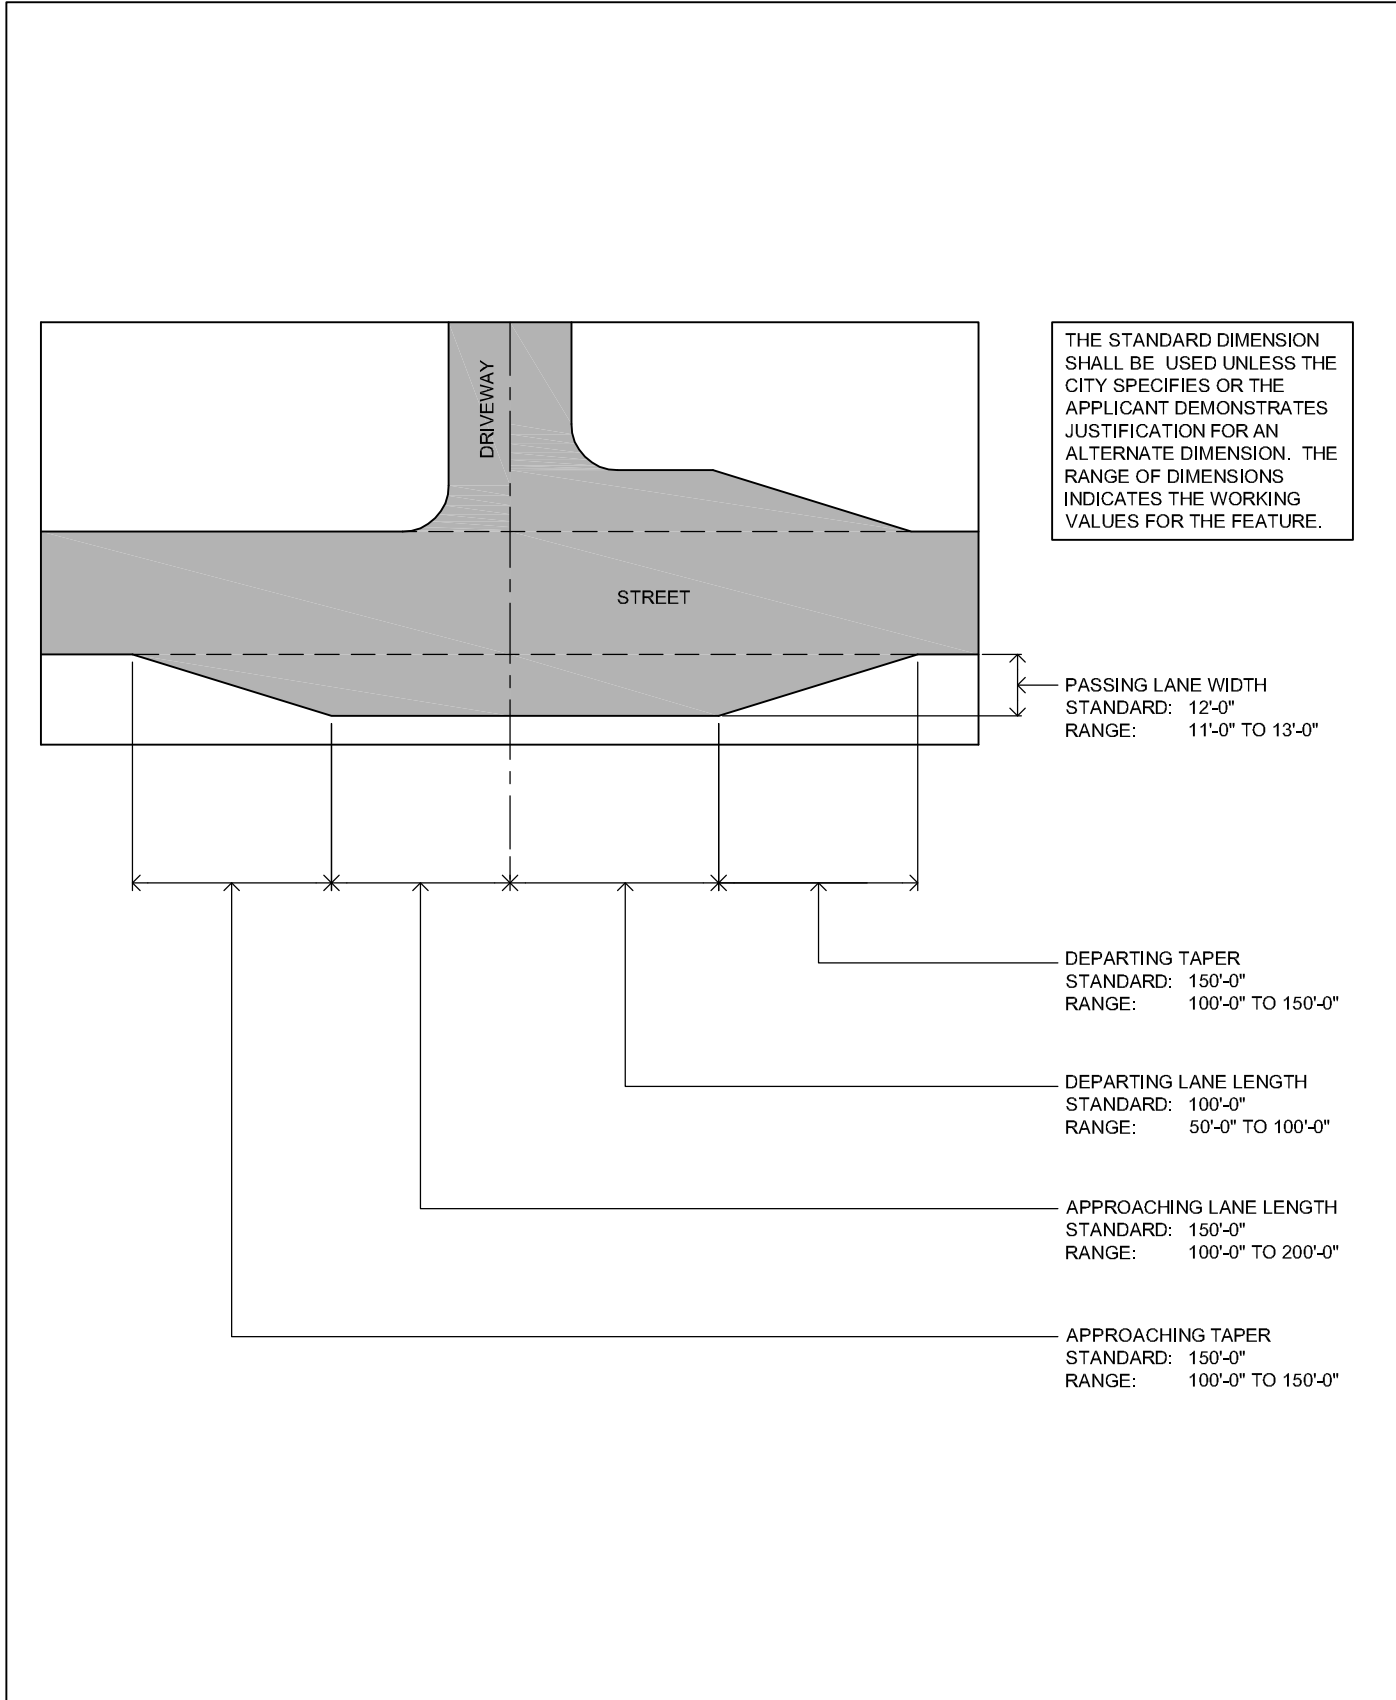 DRIVEWAY
STREET
THE STANDARD DIMENSION
SHALL BE USED UNLESS THE
CITY SPECIFIES OR THE
APPLICANT DEMONSTRATES
JUSTIFICATION FOR AN
ALTERNATE DIMENSION. THE
RANGE OF DIMENSIONS
INDICATES THE WORKING
VALUES FOR THE FEATURE.
PASSING LANE WIDTH
STANDARD: 12'-0"
RANGE: 11'-0" TO 13'-0"
DEPARTING TAPER
STANDARD: 150'-0"
RANGE: 100'-0" TO 150'-0"
DEPARTING LANE LENGTH
STANDARD: 100'-0"
RANGE: 50'-0" TO 100'-0"
APPROACHING LANE LENGTH
STANDARD: 150'-0"
RANGE: 100'-0" TO 200'-0"
APPROACHING TAPER
STANDARD: 150'-0"
RANGE: 100'-0" TO 150'-0"